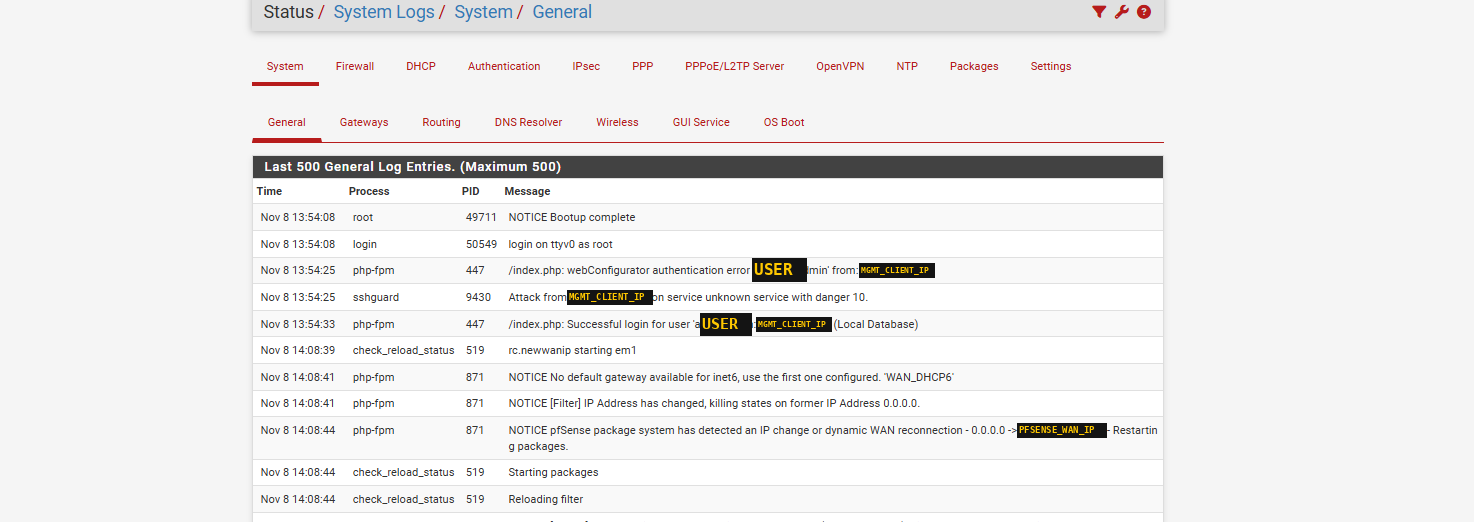 Status / System Logs / System / General
System Firewall DHCP Authentication IPsec PPP PPPoE/L2TP Server OpenVPN NTP Packages Settings
General Gateways Routing DNS Resolver Wireless GUI Service OS Boot
Last 500 General Log Entries. (Maximum 500)
Time Process PID Message
Nov 8 13:54:08 root 49711 NOTICE Bootup complete
Nov 8 13:54:08 login 50549 login on ttyv0 as root
Nov 8 13:54:25 php-fpm 447 /index.php: webConfigurator authentication error USER dmin' from: MGMT_CLIENT_IP
Nov 8 13:54:25 sshguard 9430 Attack from MGMT_CLIENT_IP on service unknown service with danger 10.
Nov 8 13:54:33 php-fpm 447 /index.php: Successful login for user 'a USER MGMT_CLIENT_IP (Local Database)
Nov 8 14:08:39 check_reload_status 519 rc.newwanip starting em1
Nov 8 14:08:41 php-fpm 871 NOTICE No default gateway available for inet6, use the first one configured. 'WAN_DHCP6'
Nov 8 14:08:41 php-fpm 871 NOTICE [Filter] IP Address has changed, killing states on former IP Address 0.0.0.0.
Nov 8 14:08:44 php-fpm 871 NOTICE pfSense package system has detected an IP change or dynamic WAN reconnection - 0.0.0.0 -> PFSENSE_WAN_IP - Restartin
g packages.
Nov 8 14:08:44 check_reload_status 519 Starting packages
Nov 8 14:08:44 check_reload_status 519 Reloading filter